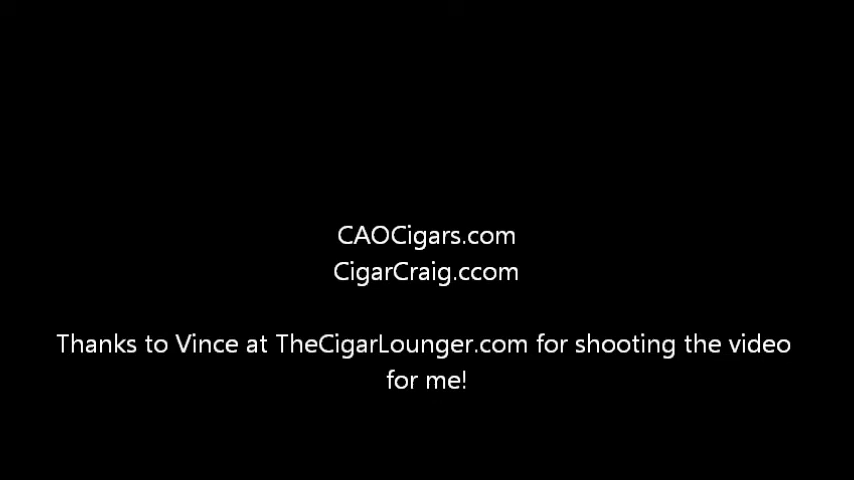 CAOCigars.com
CigarCraig.ccom
Thanks to Vince at TheCigarLounger.com for shooting the video
for me!